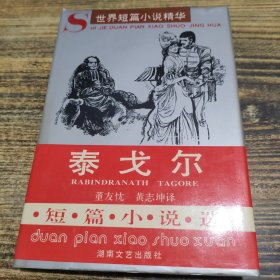 S 世界短篇小说精华
SHI JIE DUAN PIAN XIAO SHUO JING HUA
泰戈尔
RABINDRANATH TAGORE
董友忱 黄志坤译
·短·篇·小·说·选
duan pian xiao shuo xuan
湖南文艺出版社